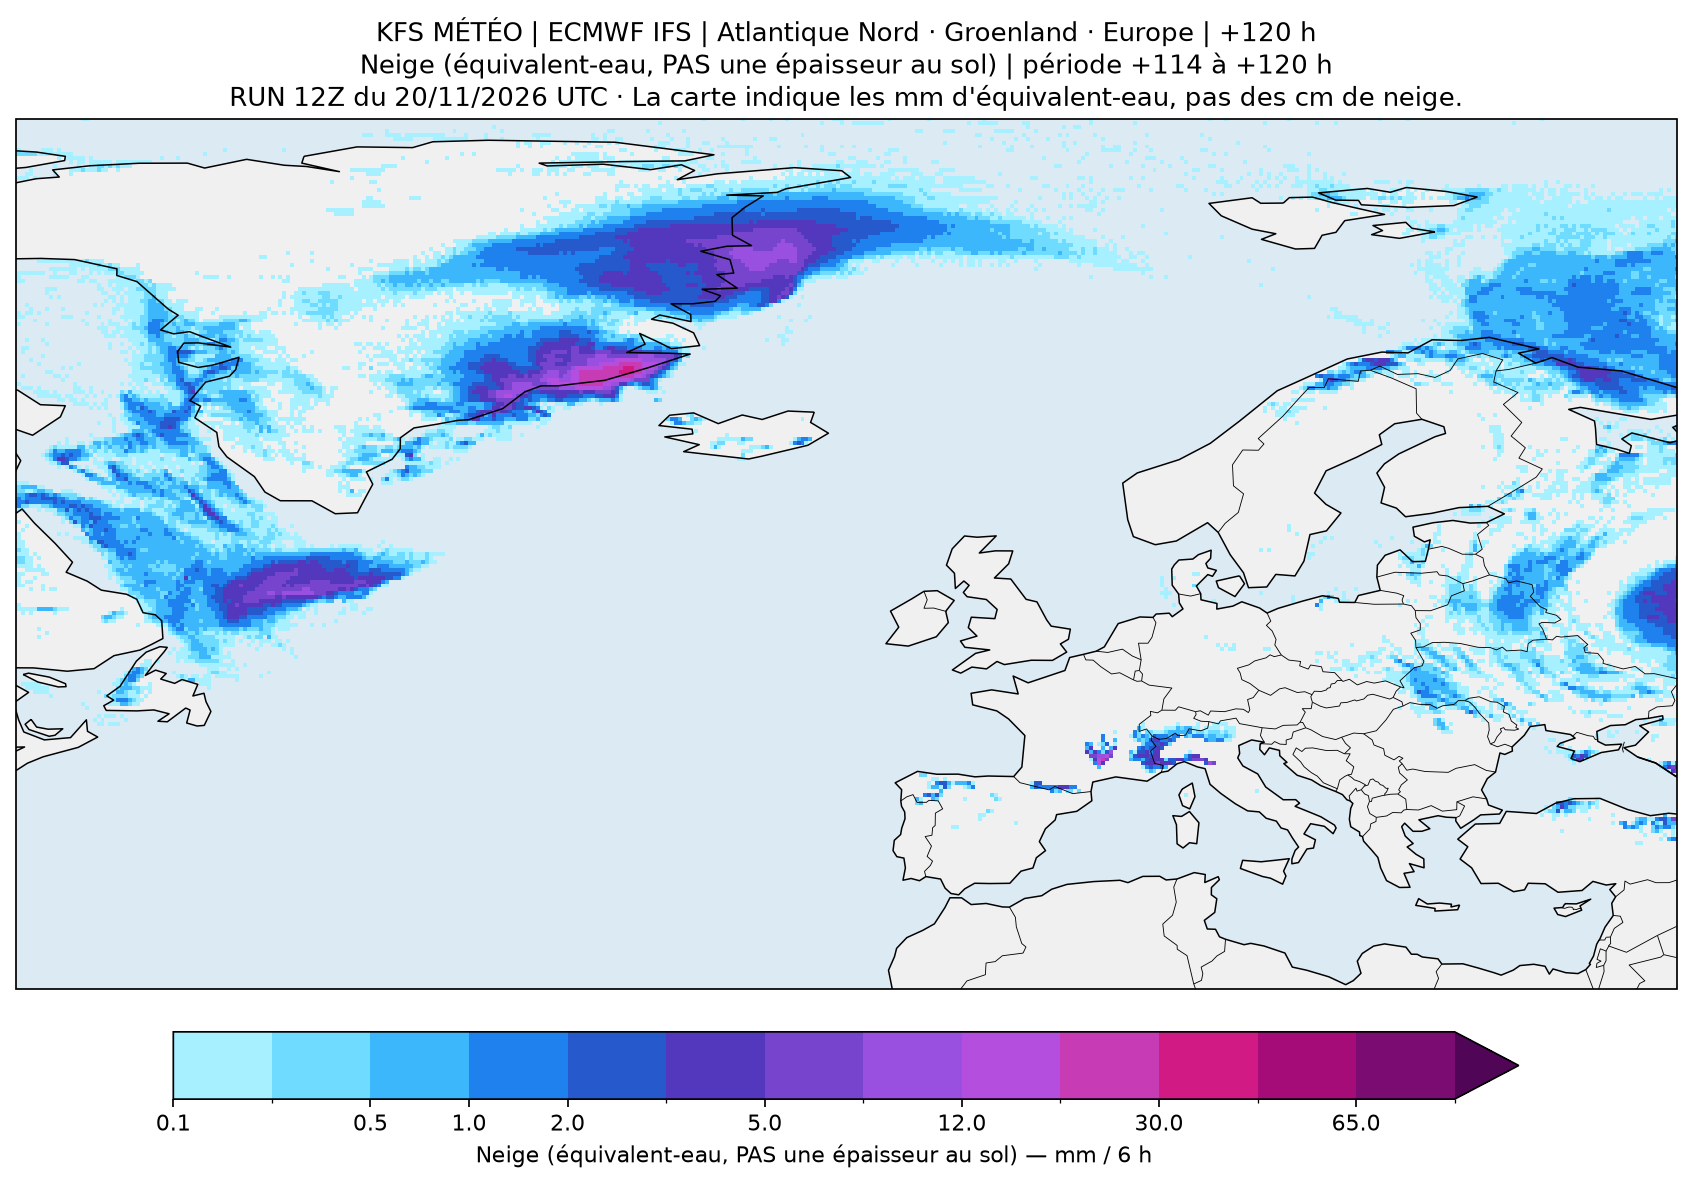 KFS MÉTÉO | ECMWF IFS | Atlantique Nord · Groenland · Europe | +120 h
Neige (équivalent-eau, PAS une épaisseur au sol) | période +114 à +120 h
RUN 12Z du 20/11/2026 UTC · La carte indique les mm d'équivalent-eau, pas des cm de neige.
0.1 0.5 1.0 2.0 5.0 12.0 30.0 65.0
Neige (équivalent-eau, PAS une épaisseur au sol) — mm / 6 h